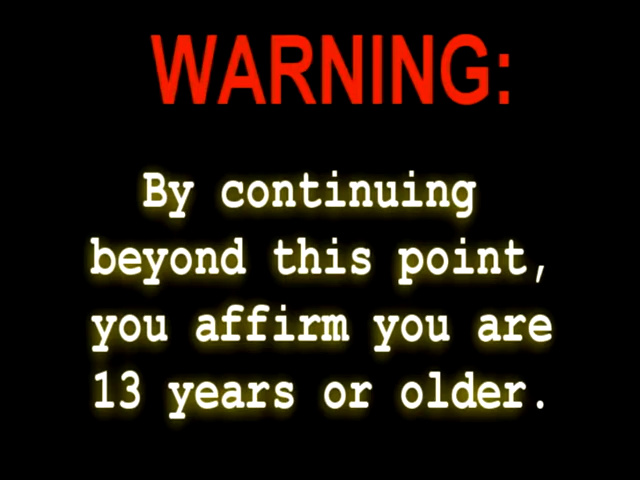 WARNING:
By continuing
beyond this point,
you affirm you are
13 years or older.